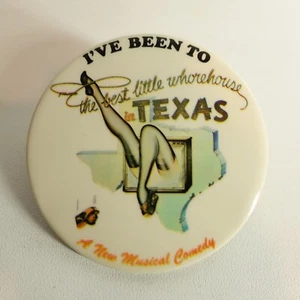 I'VE BEEN TO
the best little whorehouse
in TEXAS
A New Musical Comedy